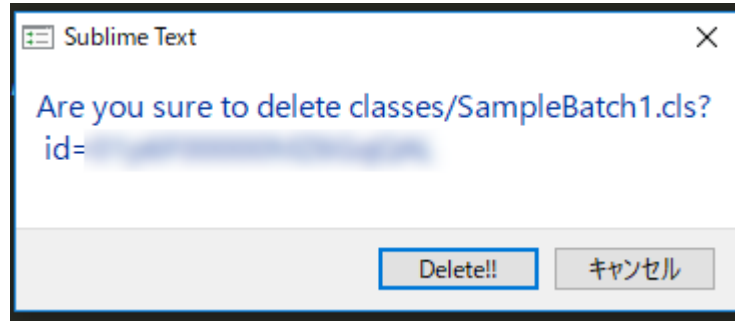 Sublime Text
Are you sure to delete classes/SampleBatch1.cls?
id=
Delete!!
キャンセル